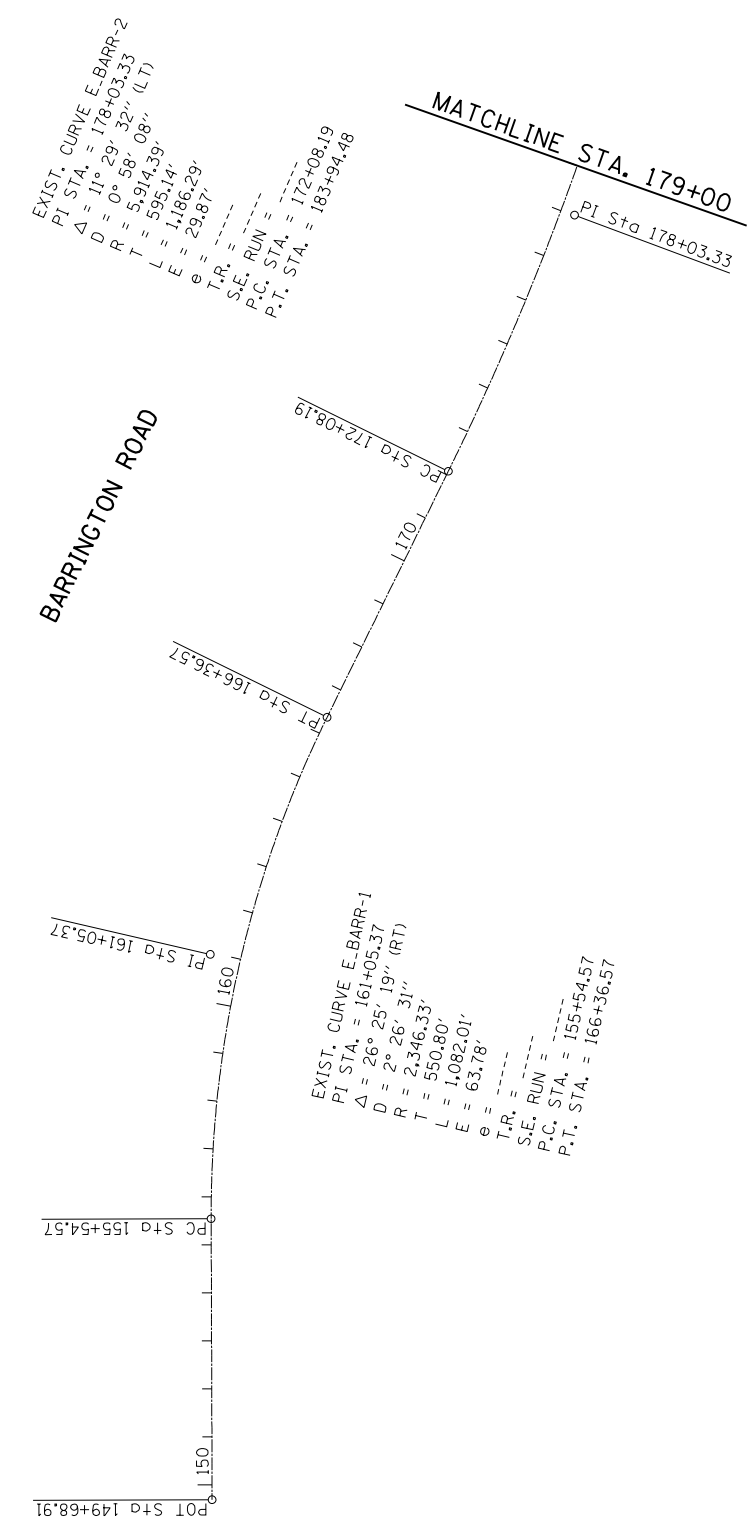 EXIST. CURVE E_BARR-2
PI STA. = 178+03.33
Δ = 11° 29' 32'' (LT)
D = 0° 58' 08''
R = 5,914.39'
T = 595.14'
L = 1,186.29'
E = 29.87'
e = -----
T.R. = -----
S.E. RUN = -----
P.C. STA. = 172+08.19
P.T. STA. = 183+94.48
MATCHLINE STA. 179+00
PI Sta 178+03.33
PC Sta 172+08.19
BARRINGTON ROAD
170
PT Sta 166+36.57
PI Sta 161+05.37
160
EXIST. CURVE E_BARR-1
PI STA. = 161+05.37
Δ = 26° 25' 19'' (RT)
D = 2° 26' 31''
R = 2,346.33'
T = 550.80'
L = 1,082.01'
E = 63.78'
e = -----
T.R. = -----
S.E. RUN = -----
P.C. STA. = 155+54.57
P.T. STA. = 166+36.57
PC Sta 155+54.57
150
POT Sta 149+68.91